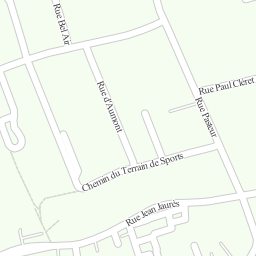 Rue Bel Air
Rue Paul Cléret
Rue d'Aumont
Rue Pasteur
Chemin du Terrain de Sports
Rue Jean Jaurès